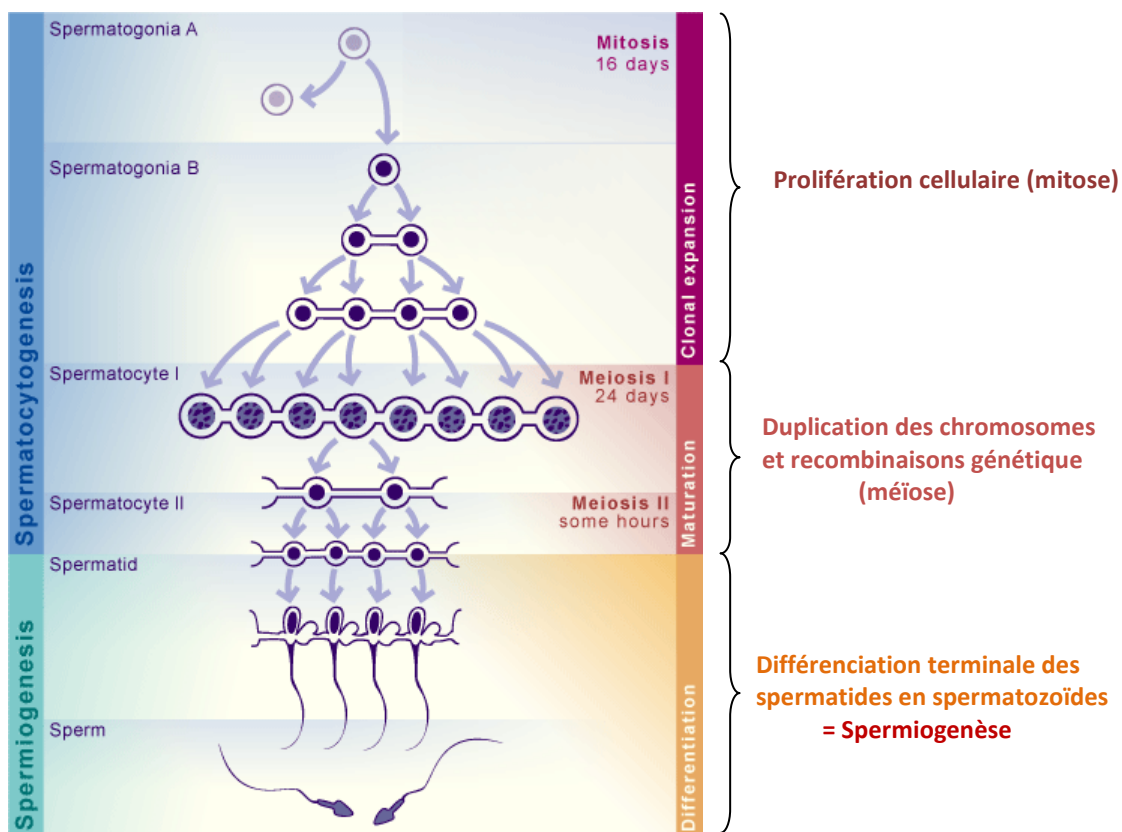 Spermatogonia A
Mitosis
16 days
Spermatogonia B
Prolifération cellulaire (mitose)
Clonal expansion
Spermatocytogenesis
Spermatocyte I
Meiosis I
24 days
Duplication des chromosomes
et recombinaisons génétique
(méïose)
Maturation
Spermatocyte II
Meiosis II
some hours
Spermatid
Spermiogenesis
Différenciation terminale des
spermatides en spermatozoïdes
= Spermiogenèse
Differentiation
Sperm